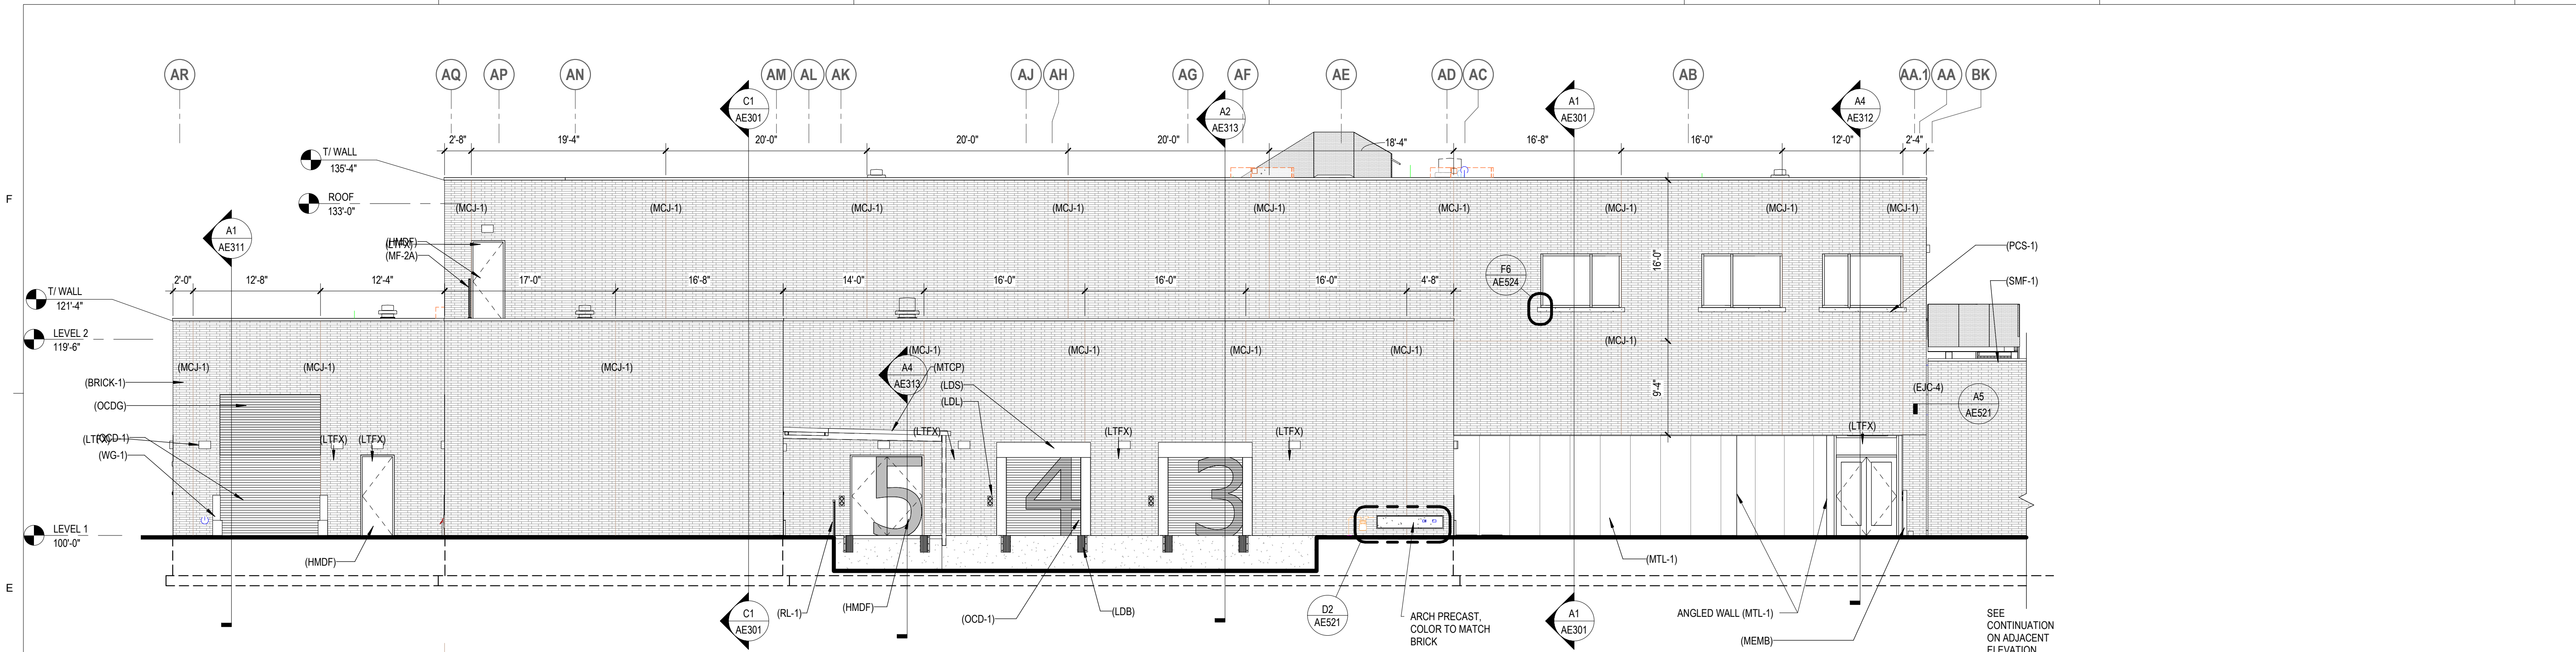 AR
AQ
AP
AN
AM
AL
AK
AJ
AH
AG
AF
AE
AD
AC
AB
AA.1
AA
BK
C1
AE301
A2
AE313
A1
AE301
A4
AE312
2'-8"
19'-4"
20'-0"
20'-0"
20'-0"
18'-4"
16'-8"
16'-0"
12'-0"
2'-4"
T/ WALL
135'-4"
F
ROOF
133'-0"
(MCJ-1)
(MCJ-1)
(MCJ-1)
(MCJ-1)
(MCJ-1)
(MCJ-1)
(MCJ-1)
(MCJ-1)
(MCJ-1)
A1
AE311
(HMDF)
(LTFX)
(MF-2A)
(PCS-1)
16'-0"
F6
AE524
(SMF-1)
2'-0"
12'-8"
12'-4"
17'-0"
16'-8"
14'-0"
16'-0"
16'-0"
16'-0"
4'-8"
T/ WALL
121'-4"
LEVEL 2
119'-6"
(MCJ-1)
(MCJ-1)
(MCJ-1)
(MCJ-1)
(MCJ-1)
(MCJ-1)
(MCJ-1)
(MCJ-1)
(BRICK-1)
A4
AE313
(MTCP)
(LDS)
(LDL)
9'-4"
(EJC-4)
A5
AE521
(OCDG)
(OCD-1)
(LTFX)
(LTFX)
(LTFX)
(LTFX)
(LTFX)
(LTFX)
(LTFX)
(WG-1)
5
4
3
LEVEL 1
100'-0"
(HMDF)
(MTL-1)
E
(RL-1)
(HMDF)
(OCD-1)
(LDB)
C1
AE301
D2
AE521
ARCH PRECAST,
COLOR TO MATCH
BRICK
A1
AE301
ANGLED WALL (MTL-1)
(MEMB)
SEE
CONTINUATION
ON ADJACENT
ELEVATION